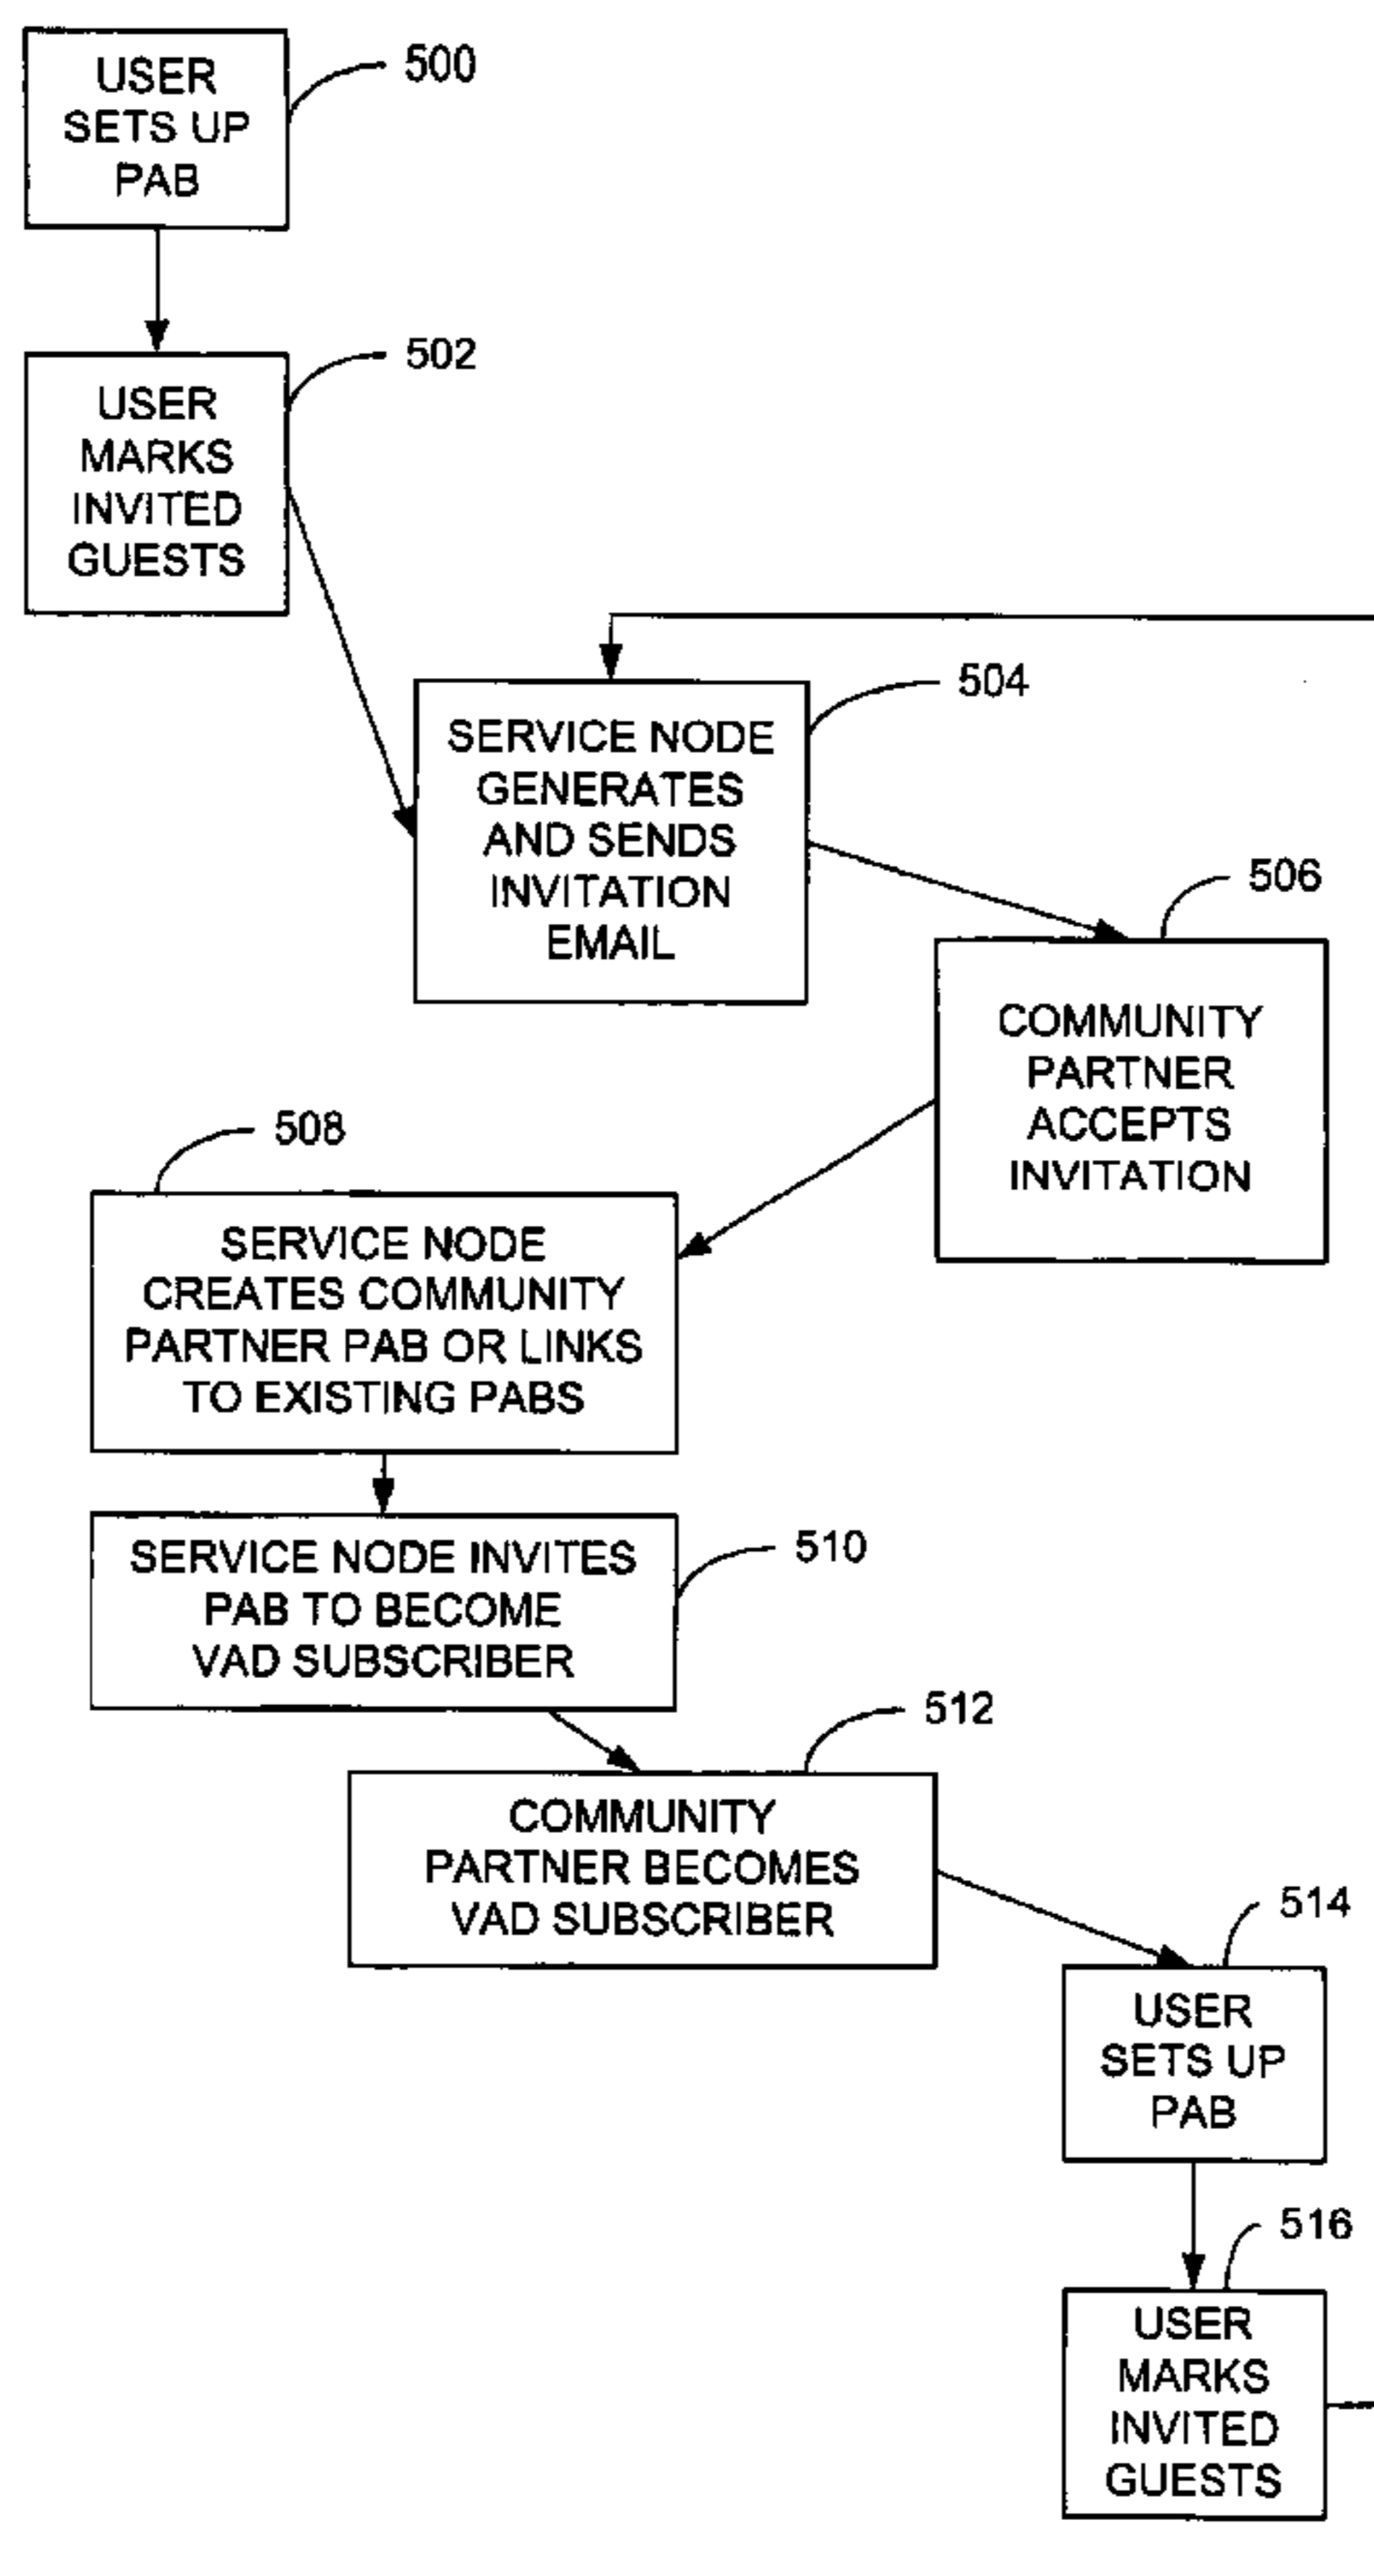 USER
SETS UP
PAB
500
USER
MARKS
INVITED
GUESTS
502
SERVICE NODE
GENERATES
AND SENDS
INVITATION
EMAIL
504
COMMUNITY
PARTNER
ACCEPTS
INVITATION
506
SERVICE NODE
CREATES COMMUNITY
PARTNER PAB OR LINKS
TO EXISTING PABS
508
SERVICE NODE INVITES
PAB TO BECOME
VAD SUBSCRIBER
510
COMMUNITY
PARTNER BECOMES
VAD SUBSCRIBER
512
USER
SETS UP
PAB
514
USER
MARKS
INVITED
GUESTS
516